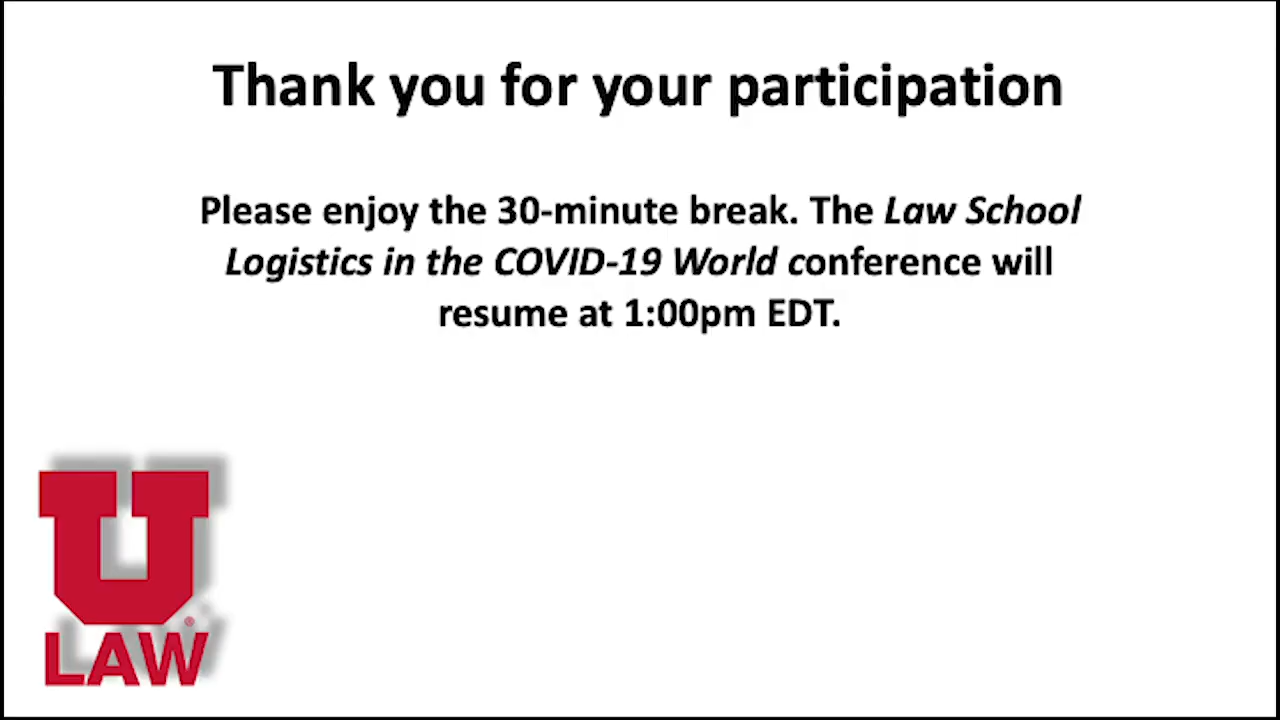 Thank you for your participation
Please enjoy the 30-minute break. The Law School
Logistics in the COVID-19 World conference will
resume at 1:00pm EDT.
U
®
LAW